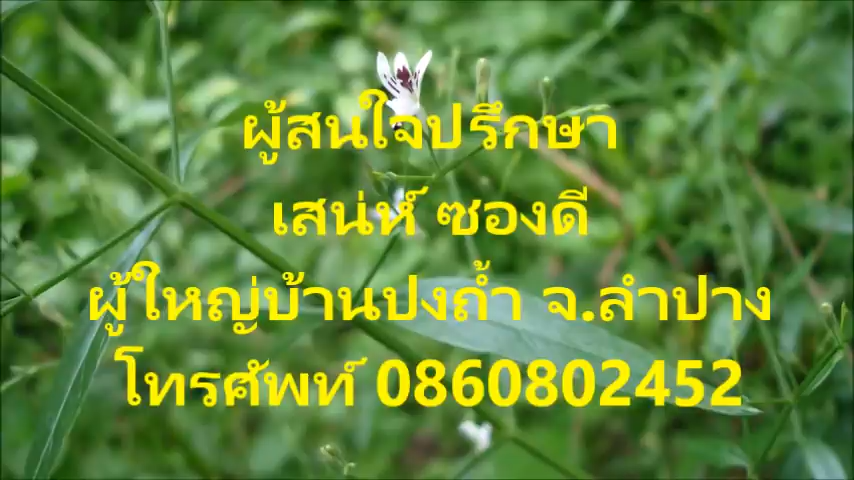 ผู้สนใจปรึกษา
เสน่ห์ ซองดี
ผู้ใหญ่บ้านปงถ้ำ จ.ลำปาง
โทรศัพท์ 0860802452